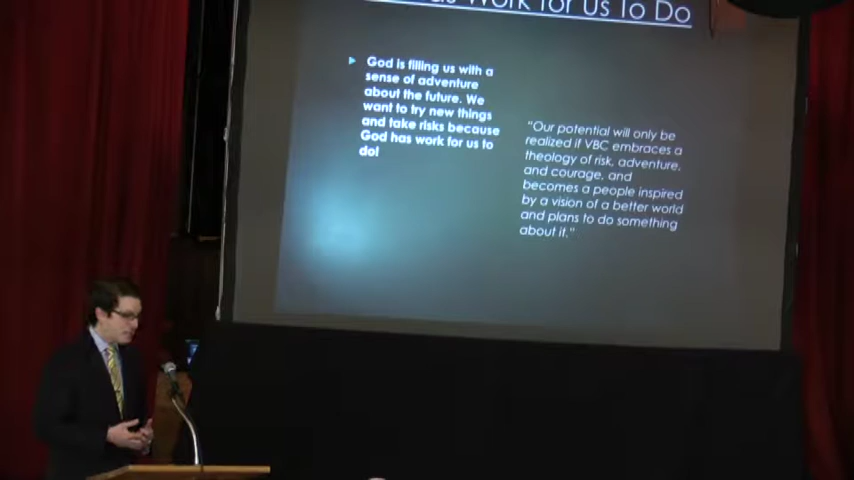 Work for Us To Do
God is filling us with a
sense of adventure
about the future. We
want to try new things
and take risks because
God has work for us to
do!
"Our potential will only be
realized if VBC embraces a
theology of risk, adventure,
and courage, and
becomes a people inspired
by a vision of a better world
and plans to do something
about it."